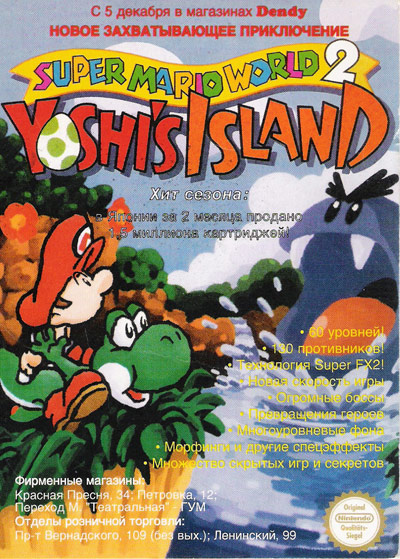 С 5 декабря в магазинах Dendy
НОВОЕ ЗАХВАТЫВАЮЩЕЕ ПРИКЛЮЧЕНИЕ
SUPER MARIO WORLD 2
YOSHI'S ISLAND
Хит сезона:
в Японии за 2 месяца продано
1,5 миллиона картриджей!
• 60 уровней!
• 130 противников!
• Технология Super FX2!
• Новая скорость игры
• Огромные боссы
• Превращения героев
• Многоуровневые фоны
• Морфинги и другие спецэффекты
• Множество скрытых игр и секретов
Фирменные магазины:
Красная Пресня, 34; Петровка, 12;
Переход М. "Театральная" - ГУМ
Отделы розничной торговли:
Пр-т Вернадского, 109 (без вых.); Ленинский, 99
Original
Nintendo
Qualitäts-
Siegel